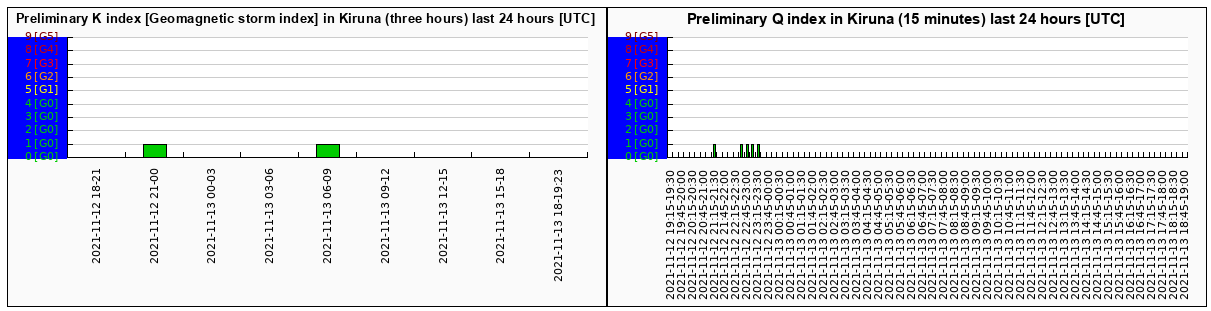 Preliminary K index [Geomagnetic storm index] in Kiruna (three hours) last 24 hours [UTC]
9 [G5]
8 [G4]
7 [G3]
6 [G2]
5 [G1]
4 [G0]
3 [G0]
2 [G0]
1 [G0]
0 [G0]
2021-11-12 18-21
2021-11-12 21-00
2021-11-13 00-03
2021-11-13 03-06
2021-11-13 06-09
2021-11-13 09-12
2021-11-13 12-15
2021-11-13 15-18
2021-11-13 18-19:23
Preliminary Q index in Kiruna (15 minutes) last 24 hours [UTC]
9 [G5]
8 [G4]
7 [G3]
6 [G2]
5 [G1]
4 [G0]
3 [G0]
2 [G0]
1 [G0]
0 [G0]
2021-11-12 19:15-19:30
2021-11-12 19:45-20:00
2021-11-12 20:15-20:30
2021-11-12 20:45-21:00
2021-11-12 21:15-21:30
2021-11-12 21:45-22:00
2021-11-12 22:15-22:30
2021-11-12 22:45-23:00
2021-11-12 23:15-23:30
2021-11-12 23:45-00:00
2021-11-13 00:15-00:30
2021-11-13 00:45-01:00
2021-11-13 01:15-01:30
2021-11-13 01:45-02:00
2021-11-13 02:15-02:30
2021-11-13 02:45-03:00
2021-11-13 03:15-03:30
2021-11-13 03:45-04:00
2021-11-13 04:15-04:30
2021-11-13 04:45-05:00
2021-11-13 05:15-05:30
2021-11-13 05:45-06:00
2021-11-13 06:15-06:30
2021-11-13 06:45-07:00
2021-11-13 07:15-07:30
2021-11-13 07:45-08:00
2021-11-13 08:15-08:30
2021-11-13 08:45-09:00
2021-11-13 09:15-09:30
2021-11-13 09:45-10:00
2021-11-13 10:15-10:30
2021-11-13 10:45-11:00
2021-11-13 11:15-11:30
2021-11-13 11:45-12:00
2021-11-13 12:15-12:30
2021-11-13 12:45-13:00
2021-11-13 13:15-13:30
2021-11-13 13:45-14:00
2021-11-13 14:15-14:30
2021-11-13 14:45-15:00
2021-11-13 15:15-15:30
2021-11-13 15:45-16:00
2021-11-13 16:15-16:30
2021-11-13 16:45-17:00
2021-11-13 17:15-17:30
2021-11-13 17:45-18:00
2021-11-13 18:15-18:30
2021-11-13 18:45-19:00